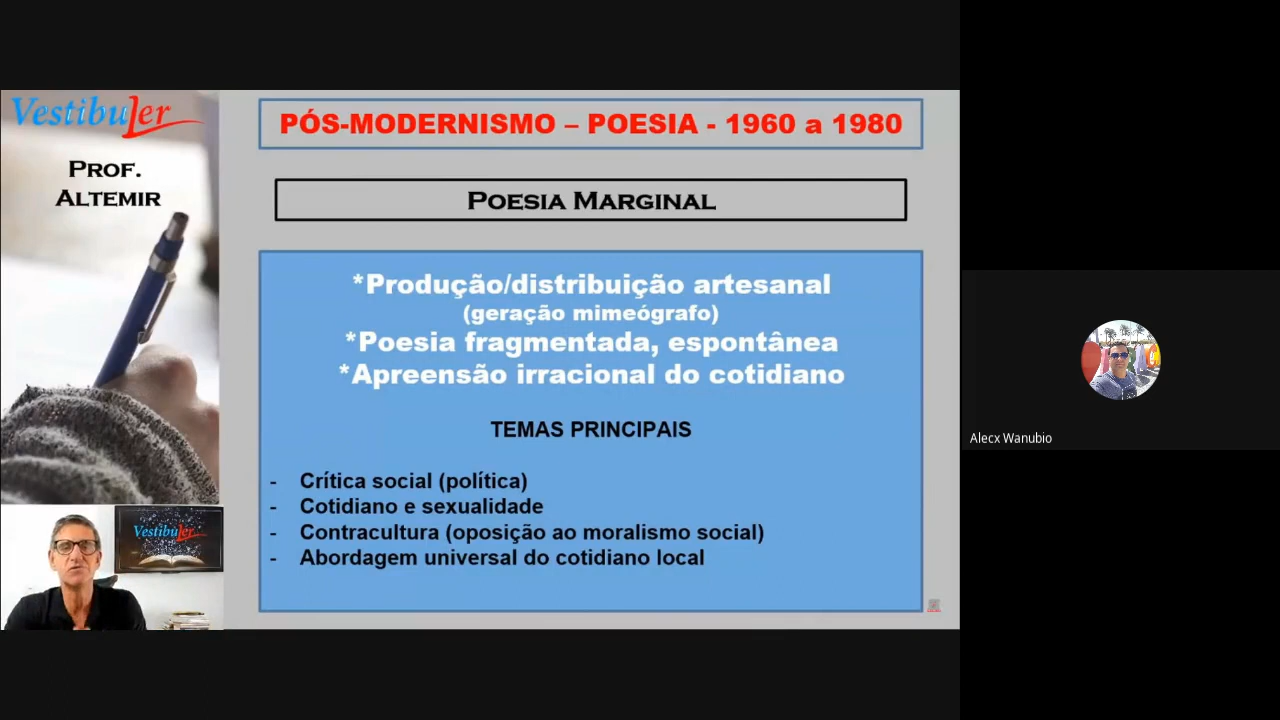 VestibuLer
PROF.
ALTEMIR
PÓS-MODERNISMO – POESIA - 1960 a 1980
POESIA MARGINAL
*Produção/distribuição artesanal
(geração mimeógrafo)
*Poesia fragmentada, espontânea
*Apreensão irracional do cotidiano
TEMAS PRINCIPAIS
- Crítica social (política)
- Cotidiano e sexualidade
- Contracultura (oposição ao moralismo social)
- Abordagem universal do cotidiano local
VestibuLer
Alecx Wanubio